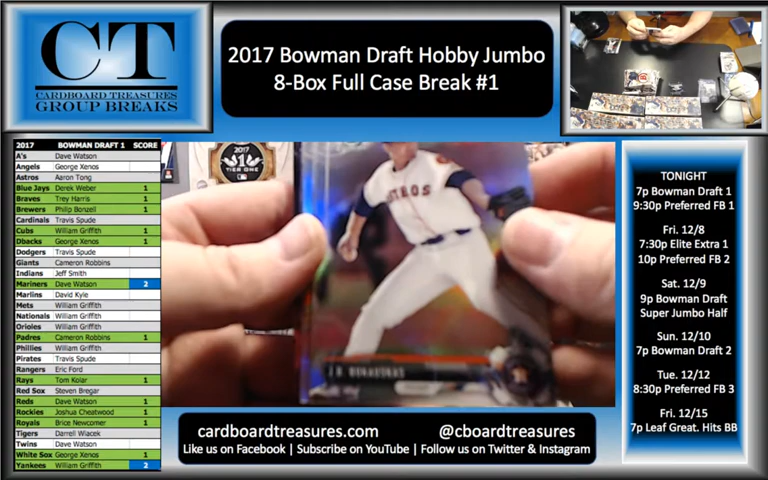 CT
CARDBOARD TREASURES
GROUP BREAKS
2017 Bowman Draft Hobby Jumbo
8-Box Full Case Break #1
2017 BOWMAN DRAFT 1 SCORE
A's Dave Watson
Angels George Xenos
Astros Aaron Tong
Blue Jays Derek Weber 1
Braves Trey Harris 1
Brewers Philip Bonzell 1
Cardinals Travis Spude
Cubs William Griffith 1
Dbacks George Xenos 1
Dodgers Travis Spude
Giants Cameron Robbins
Indians Jeff Smith
Mariners Dave Watson 2
Marlins David Kyle
Mets William Griffith
Nationals William Griffith
Orioles William Griffith
Padres Cameron Robbins 1
Phillies William Griffith
Pirates Travis Spude
Rangers Eric Ford
Rays Tom Kolar 1
Red Sox Steven Bregar
Reds Dave Watson 1
Rockies Joshua Cheatwood 1
Royals Brice Newcomer 1
Tigers Darrell Wiacek
Twins Dave Watson
White Sox George Xenos 1
Yankees William Griffith 2
2017
1
TIER ONE
ASTROS
J.B. BUKAUSKAS
TONIGHT
7p Bowman Draft 1
9:30p Preferred FB 1
Fri. 12/8
7:30p Elite Extra 1
10p Preferred FB 2
Sat. 12/9
9p Bowman Draft
Super Jumbo Half
Sun. 12/10
7p Bowman Draft 2
Tue. 12/12
8:30p Preferred FB 3
Fri. 12/15
7p Leaf Great. Hits BB
cardboardtreasures.com @cboardtreasures
Like us on Facebook | Subscribe on YouTube | Follow us on Twitter & Instagram